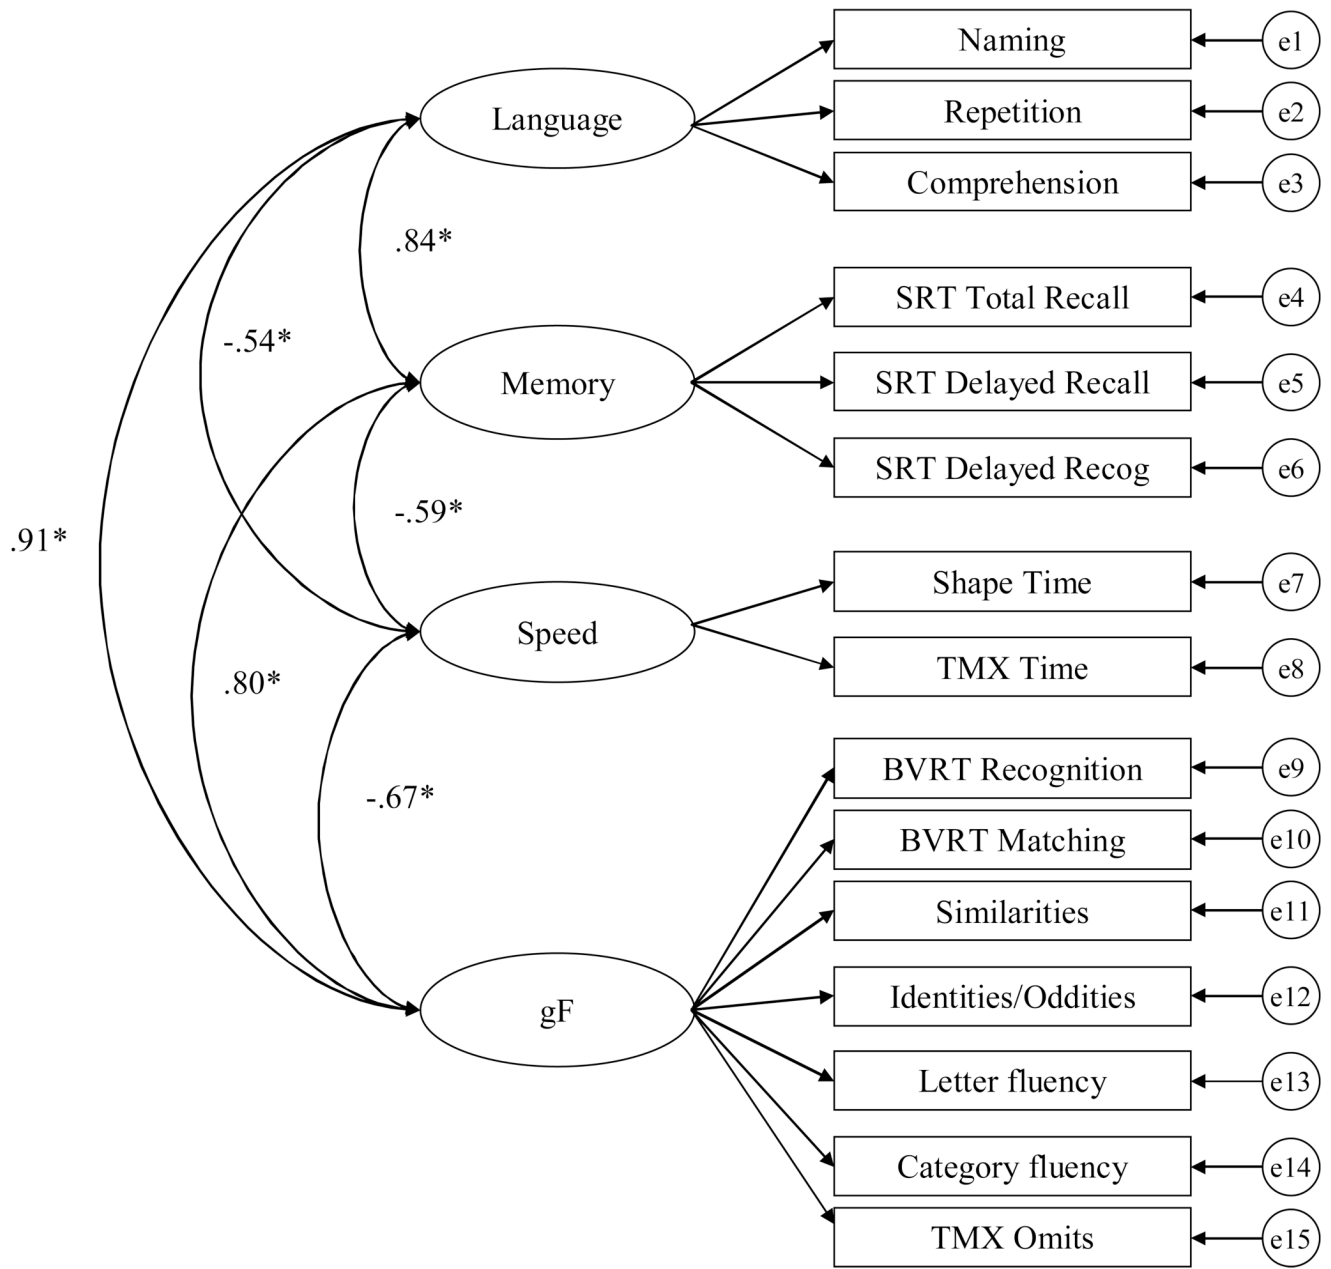 Naming
e1
Language
Repetition
e2
Comprehension
e3
.84*
SRT Total Recall
e4
-.54*
Memory
SRT Delayed Recall
e5
SRT Delayed Recog
e6
-.59*
.91*
Shape Time
e7
Speed
TMX Time
e8
.80*
BVRT Recognition
e9
-.67*
BVRT Matching
e10
Similarities
e11
gF
Identities/Oddities
e12
Letter fluency
e13
Category fluency
e14
TMX Omits
e15